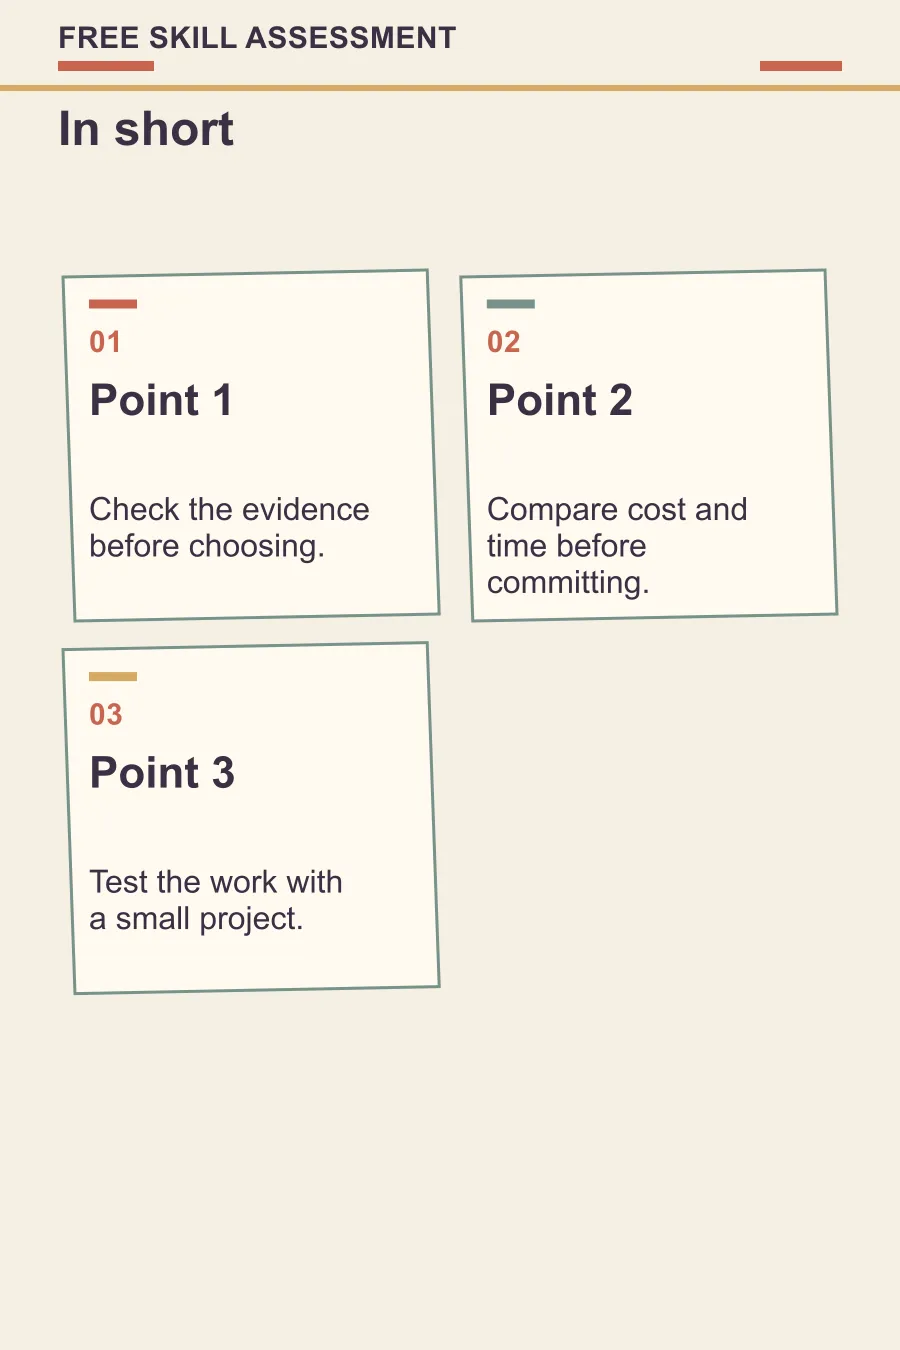 FREE SKILL ASSESSMENT
In short
01
Point 1
Check the evidence
before choosing.
02
Point 2
Compare cost and
time before
committing.
03
Point 3
Test the work with
a small project.